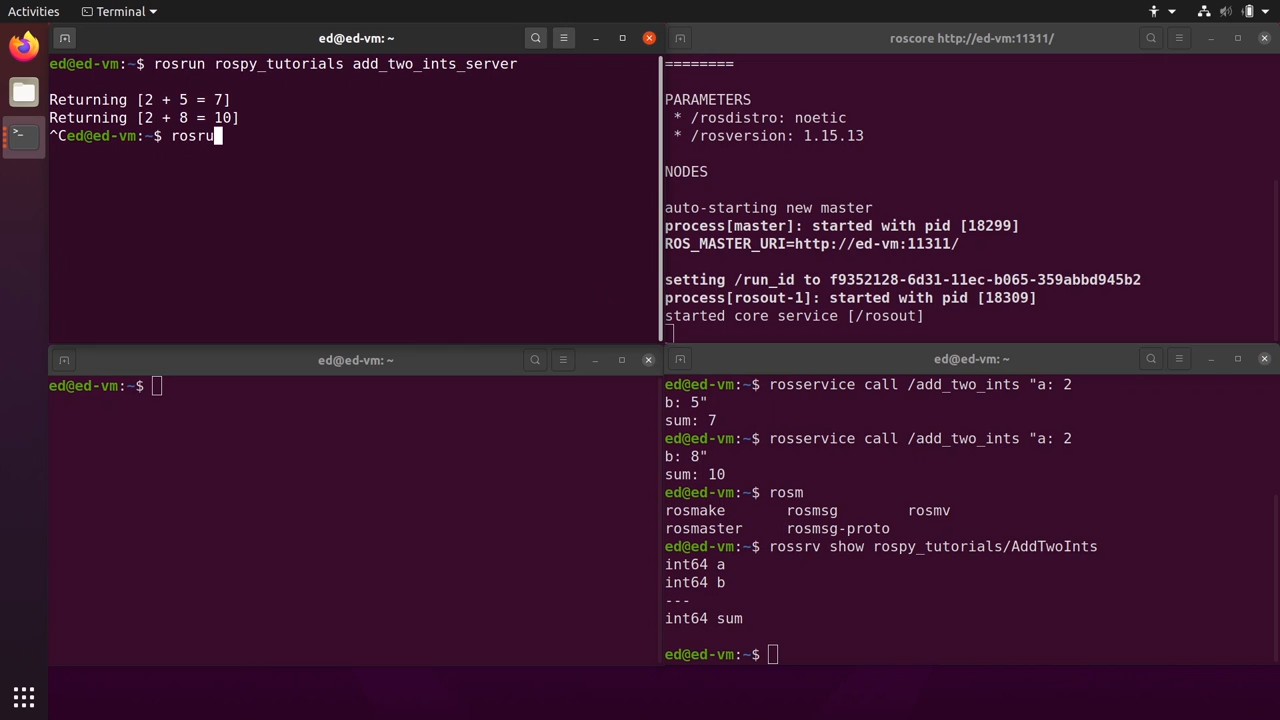 Activities
Terminal
ed@ed-vm: ~
ed@ed-vm:~$ rosrun rospy_tutorials add_two_ints_server
Returning [2 + 5 = 7]
Returning [2 + 8 = 10]
^Ced@ed-vm:~$ rosru
roscore http://ed-vm:11311/
========
PARAMETERS
* /rosdistro: noetic
* /rosversion: 1.15.13
NODES
auto-starting new master
process[master]: started with pid [18299]
ROS_MASTER_URI=http://ed-vm:11311/
setting /run_id to f9352128-6d31-11ec-b065-359abbd945b2
process[rosout-1]: started with pid [18309]
started core service [/rosout]
ed@ed-vm: ~
ed@ed-vm:~$
ed@ed-vm: ~
ed@ed-vm:~$ rosservice call /add_two_ints "a: 2
b: 5"
sum: 7
ed@ed-vm:~$ rosservice call /add_two_ints "a: 2
b: 8"
sum: 10
ed@ed-vm:~$ rosm
rosmake rosmsg rosmv
rosmaster rosmsg-proto
ed@ed-vm:~$ rossrv show rospy_tutorials/AddTwoInts
int64 a
int64 b
---
int64 sum
ed@ed-vm:~$